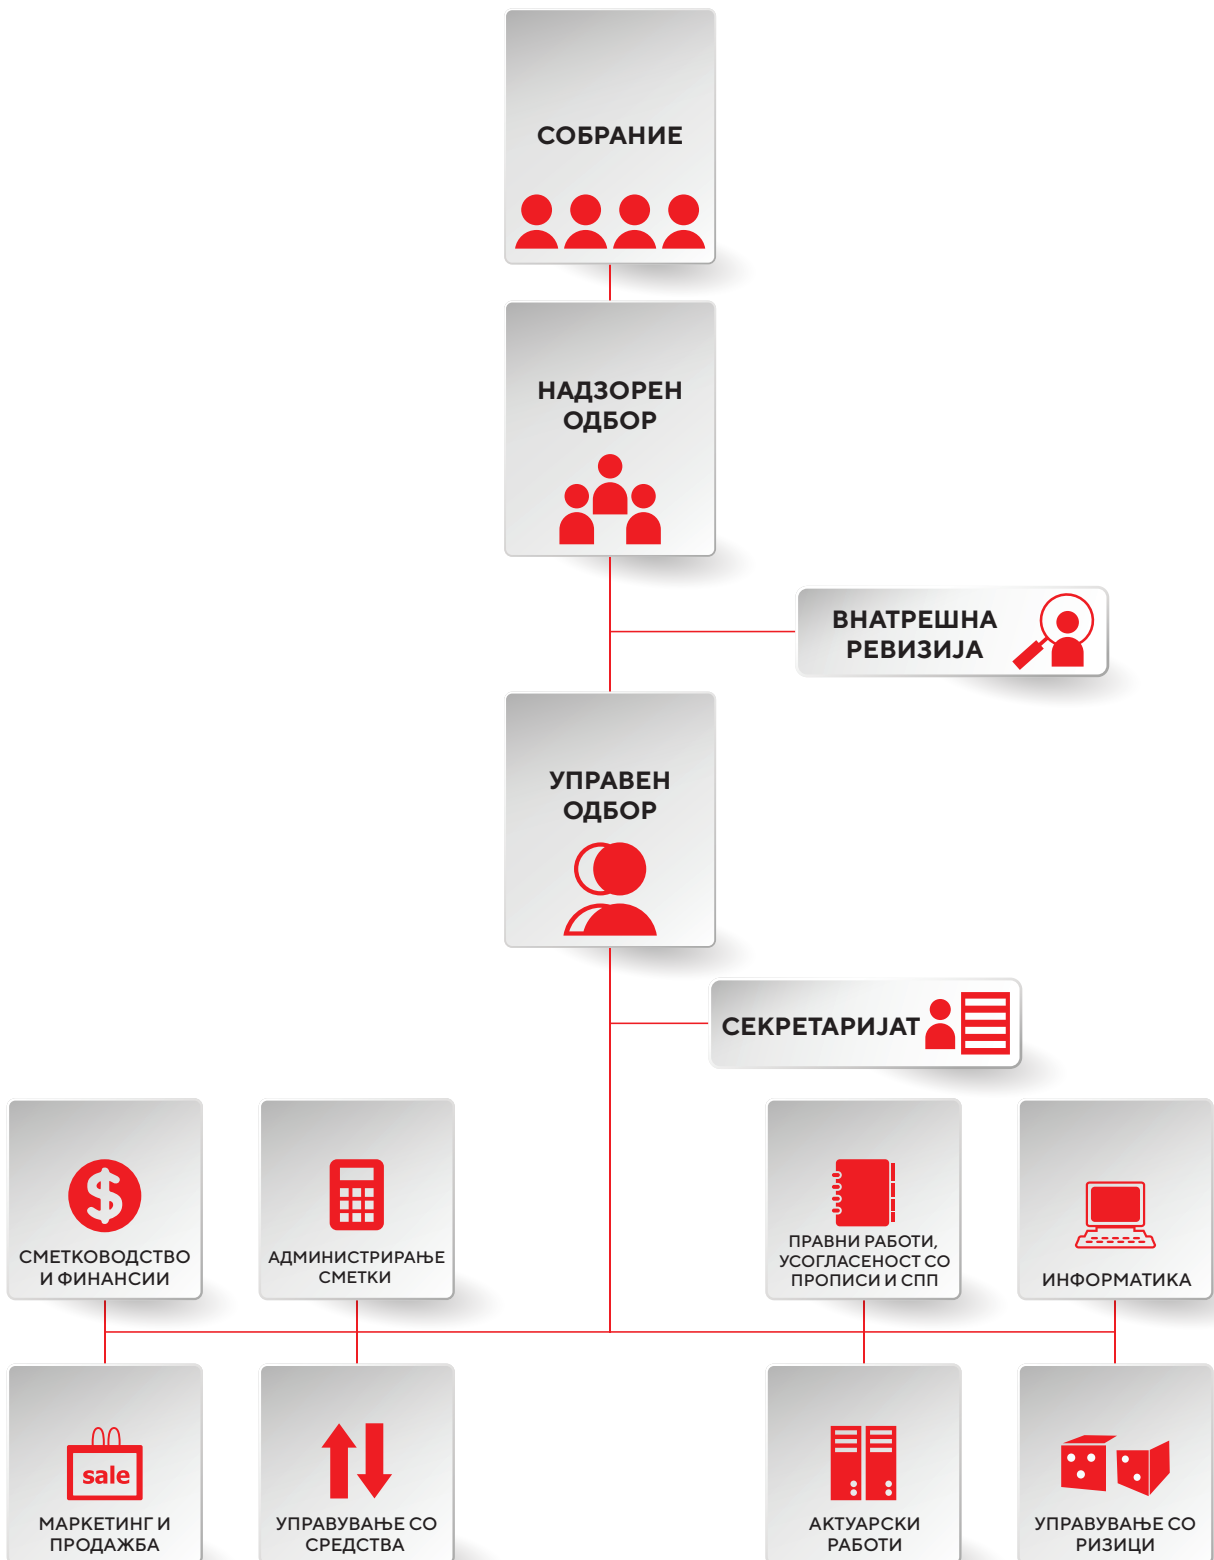 СОБРАНИЕ
НАДЗОРЕН
ОДБОР
ВНАТРЕШНА
РЕВИЗИЈА
УПРАВЕН
ОДБОР
СЕКРЕТАРИЈАТ
СМЕТКОВОДСТВО
И ФИНАНСИИ
АДМИНИСТРИРАЊЕ
СМЕТКИ
ПРАВНИ РАБОТИ,
УСОГЛАСЕНОСТ СО
ПРОПИСИ И СПП
ИНФОРМАТИКА
sale
МАРКЕТИНГ И
ПРОДАЖБА
УПРАВУВАЊЕ СО
СРЕДСТВА
АКТУАРСКИ
РАБОТИ
УПРАВУВАЊЕ СО
РИЗИЦИ